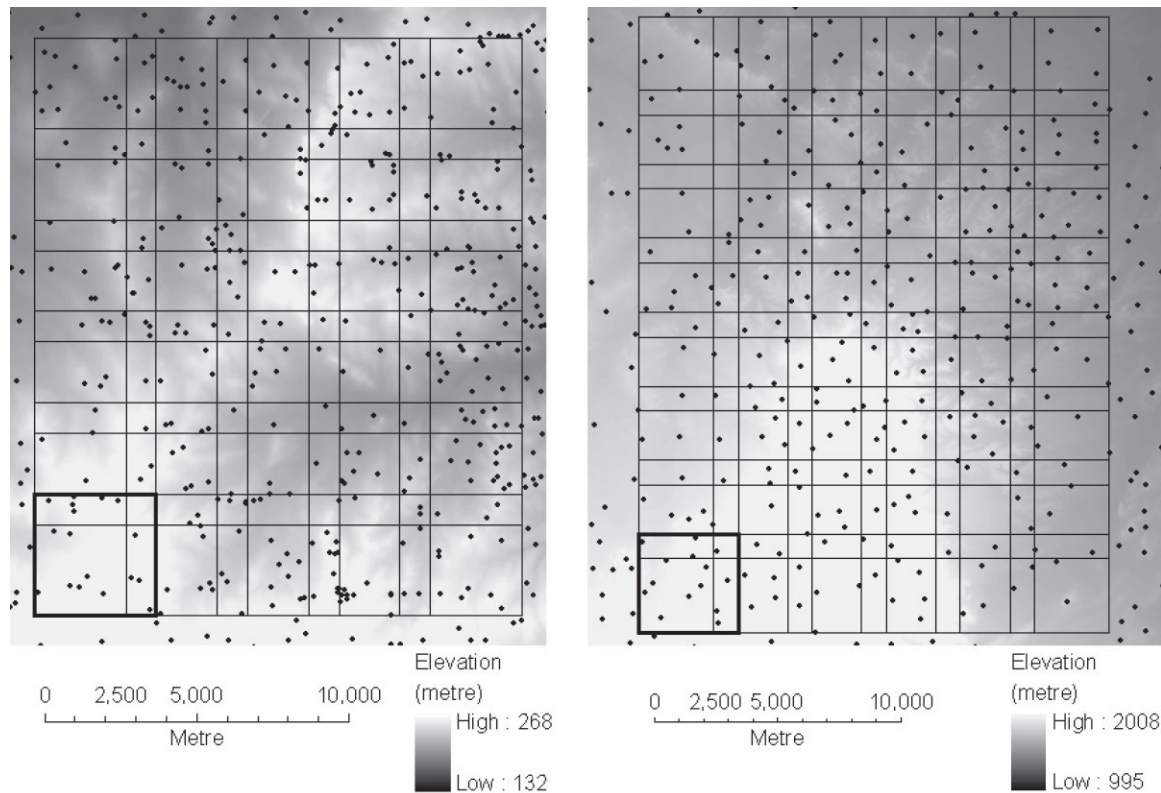 Elevation
(metre)
High : 268
Low : 132
0 2,500 5,000 10,000
Metre
Elevation
(metre)
High : 2008
Low : 995
0 2,500 5,000 10,000
Metre